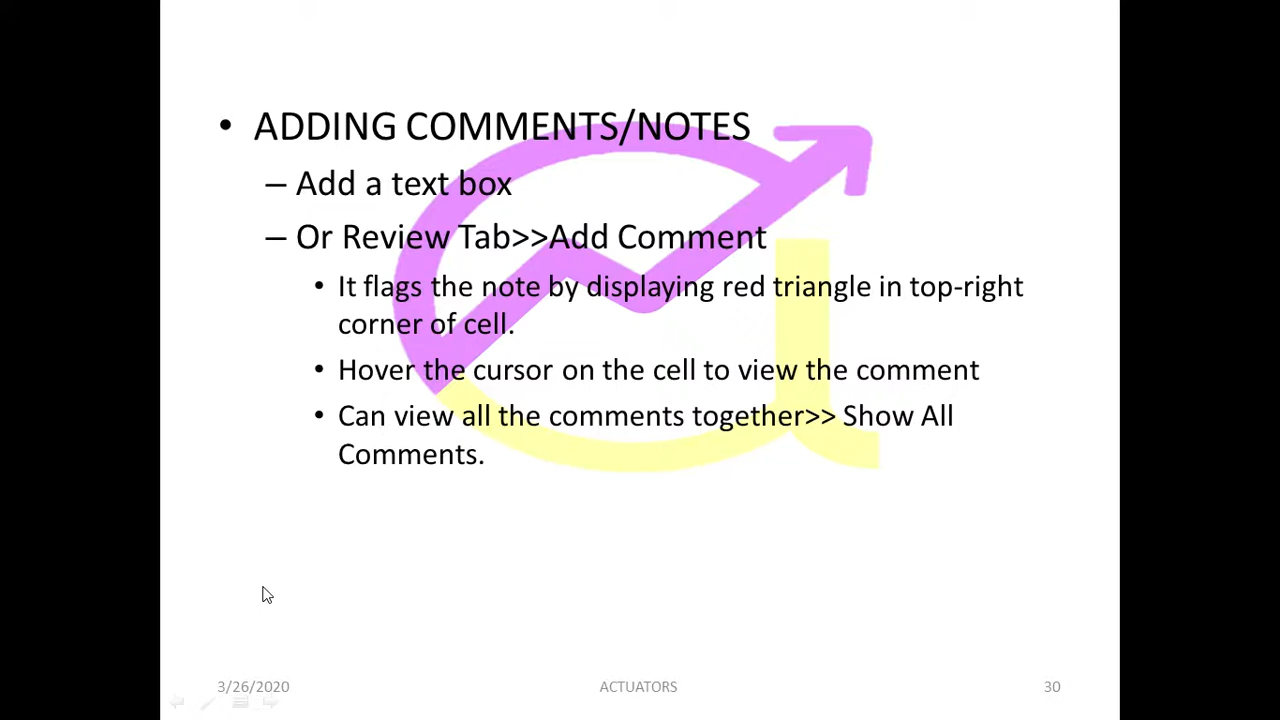 • ADDING COMMENTS/NOTES
– Add a text box
– Or Review Tab>>Add Comment
• It flags the note by displaying red triangle in top-right
corner of cell.
• Hover the cursor on the cell to view the comment
• Can view all the comments together>> Show All
Comments.
3/26/2020 ACTUATORS 30